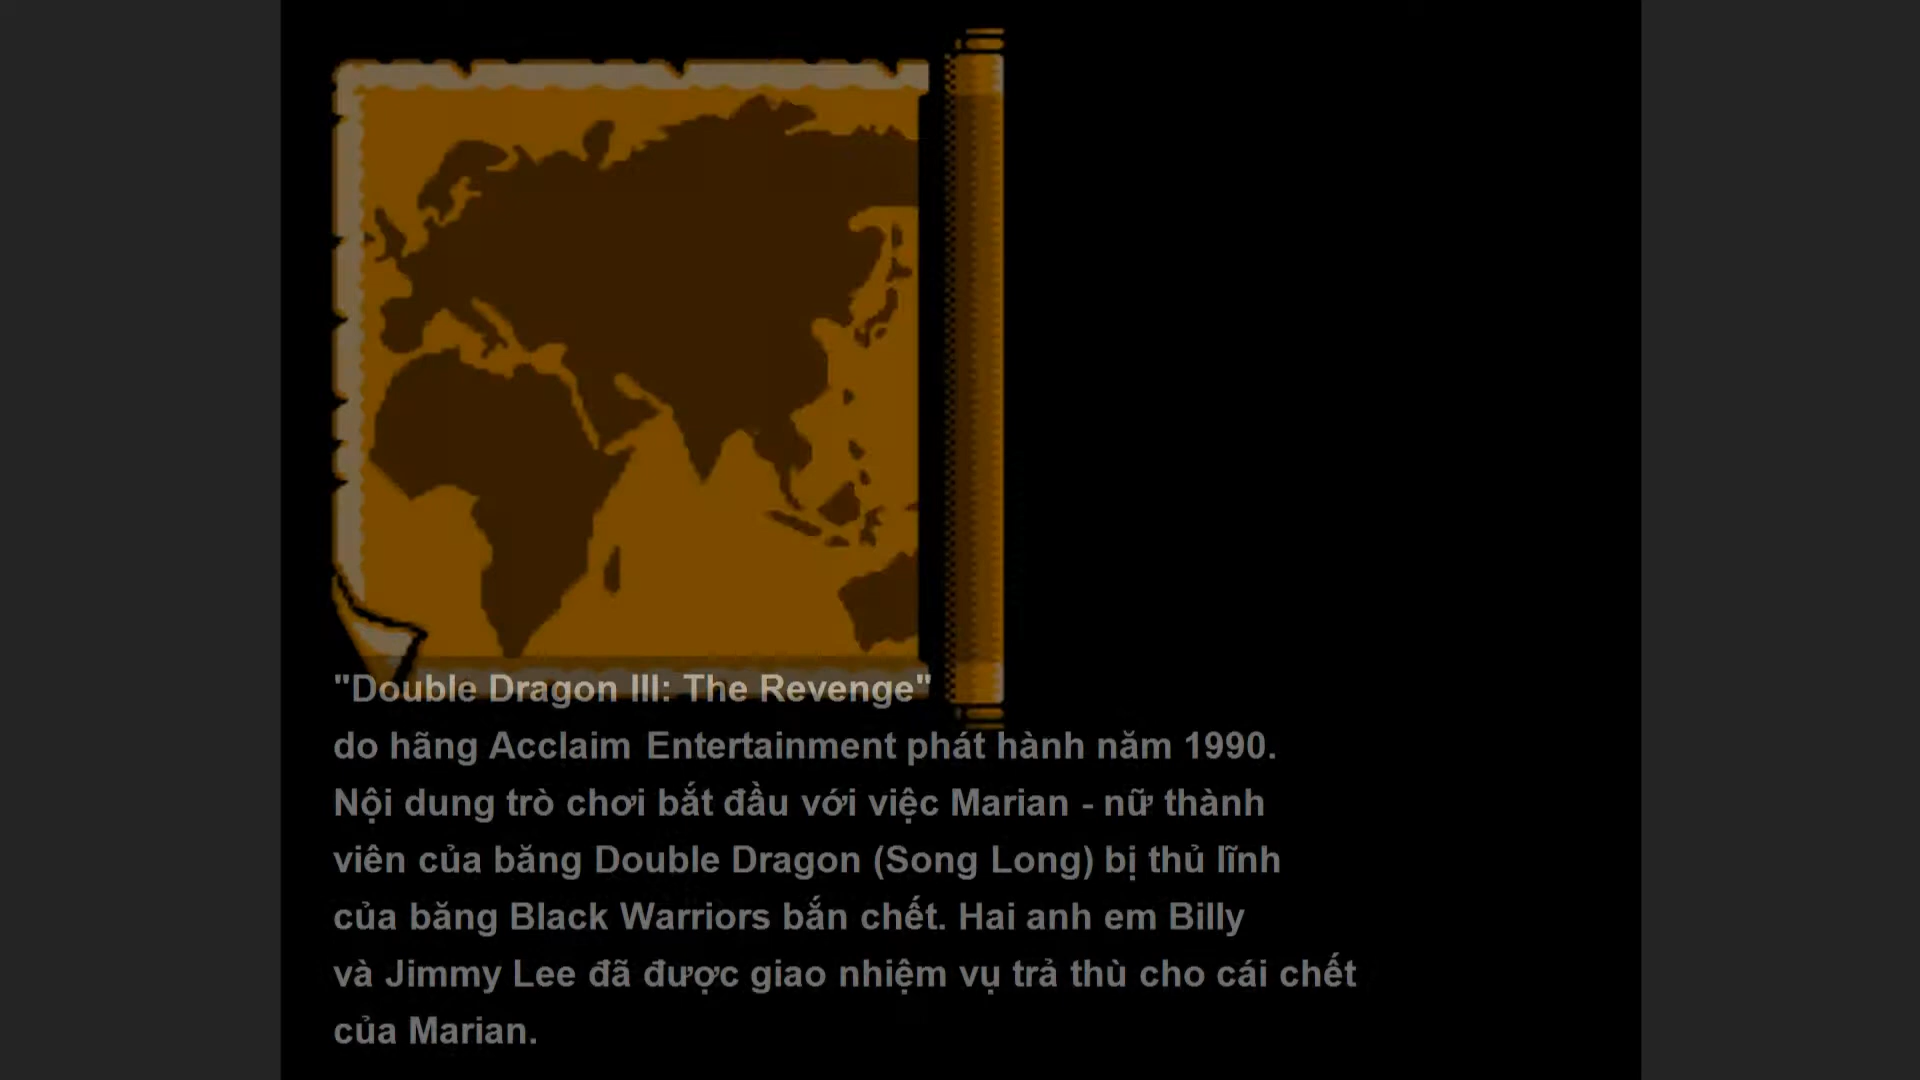 "Double Dragon III: The Revenge"
do hãng Acclaim Entertainment phát hành năm 1990.
Nội dung trò chơi bắt đầu với việc Marian - nữ thành
viên của băng Double Dragon (Song Long) bị thủ lĩnh
của băng Black Warriors bắn chết. Hai anh em Billy
và Jimmy Lee đã được giao nhiệm vụ trả thù cho cái chết
của Marian.